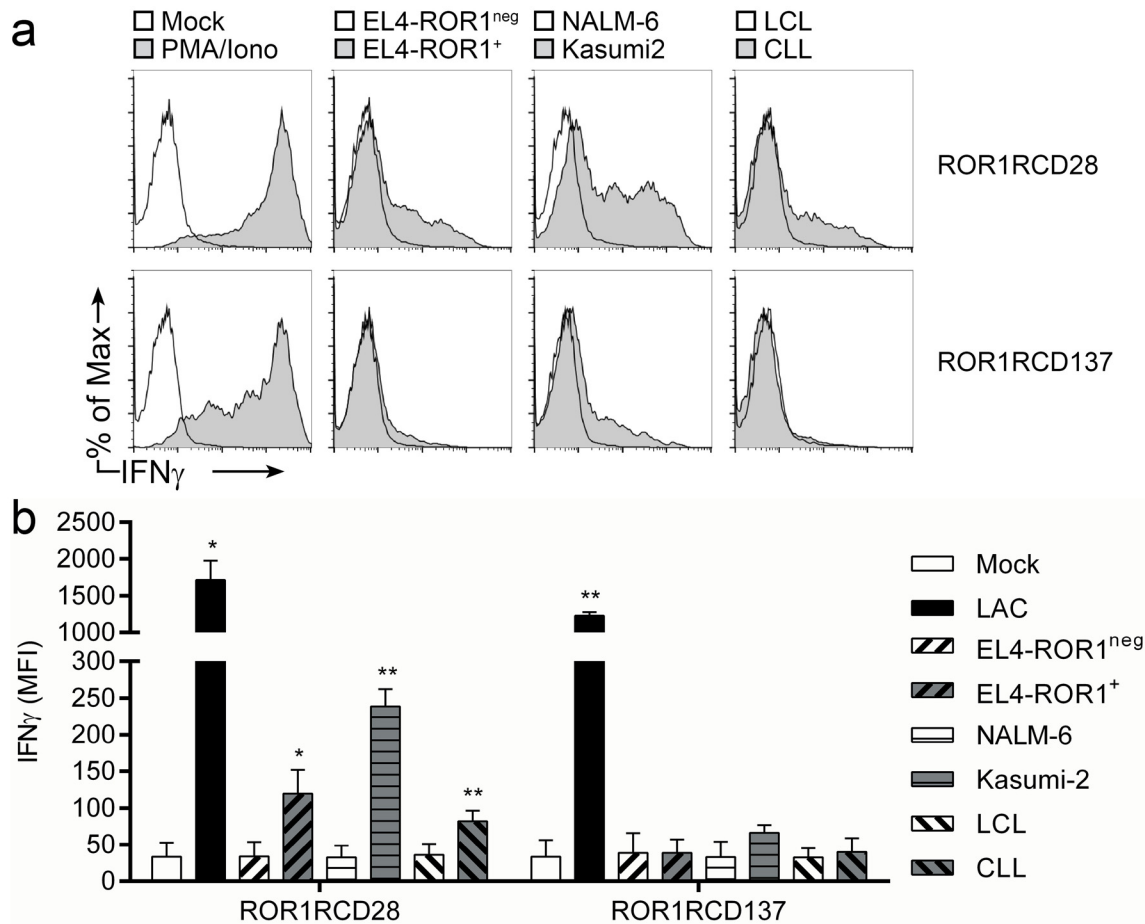 a
Mock
PMA/Iono
EL4-ROR1neg
EL4-ROR1+
NALM-6
Kasumi2
LCL
CLL
ROR1RCD28
ROR1RCD137
% of Max
IFNγ
b
IFNγ (MFI)
2500
2000
1500
1000
300
250
200
150
100
50
0
*
**
*
**
**
ROR1RCD28
ROR1RCD137
Mock
LAC
EL4-ROR1neg
EL4-ROR1+
NALM-6
Kasumi-2
LCL
CLL